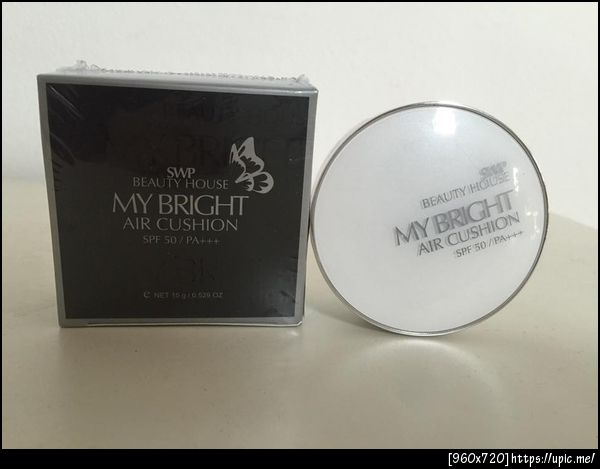 SWP
BEAUTY HOUSE
MY BRIGHT
AIR CUSHION
SPF 50 / PA+++
NET 15 g / 0.529 OZ
SWP
BEAUTY HOUSE
MY BRIGHT
AIR CUSHION
SPF 50 / PA+++
[960x720]https://upic.me/